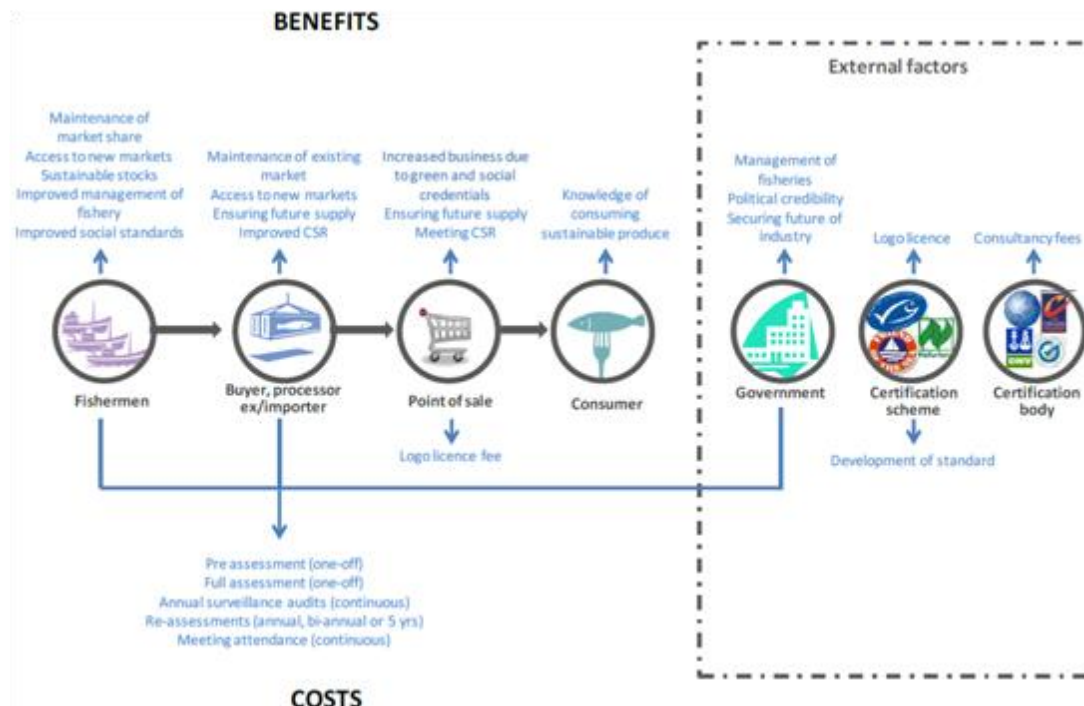 BENEFITS
External factors
Maintenance of
market share
Access to new markets
Sustainable stocks
Improved management of
fishery
Improved social standards
Maintenance of existing
market
Access to new markets
Ensuring future supply
Improved CSR
Increased business due
to green and social
credentials
Ensuring future supply
Meeting CSR
Knowledge of
consuming
sustainable produce
Management of
fisheries
Political credibility
Securing future of
industry
Logo licence
Consultancy fees
DNV
Fishermen
Buyer, processor
ex/importer
Point of sale
Consumer
Government
Certification
scheme
Certification
body
Logo licence fee
Development of standard
Pre assessment (one-off)
Full assessment (one-off)
Annual surveillance audits (continuous)
Re-assessments (annual, bi-annual or 5 yrs)
Meeting attendance (continuous)
COSTS